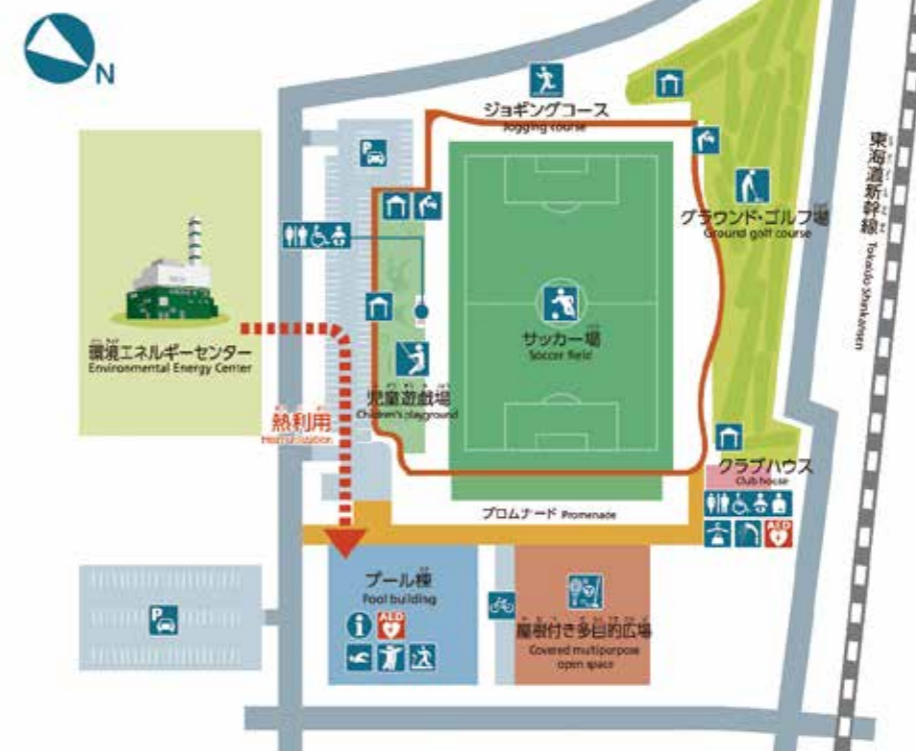 N
ジョギングコース
Jogging course
P
グラウンド・ゴルフ場
Ground golf course
東海道新幹線 Tokaido Shinkansen
環境エネルギーセンター
Environmental Energy Center
サッカー場
Soccer field
児童遊戯場
Children's playground
熱利用
Heat utilization
クラブハウス
Club house
AED
プロムナード Promenade
P
プール棟
Pool building
AED
屋根付き多目的広場
Covered multipurpose
open space